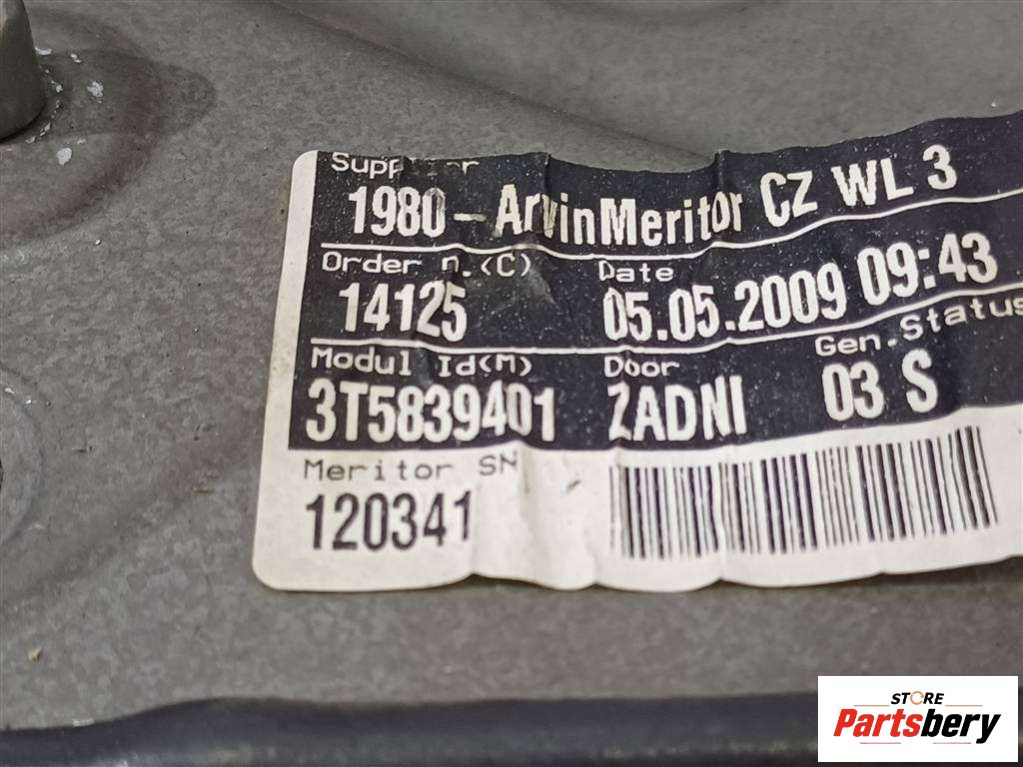 Supplier
1980 - ArvinMeritor CZ WL 3
Order n.(C) Date
14125 05.05.2009 09:43
Modul Id(M) Door Gen.Status
3T5839401 ZADNI 03 S
Meritor SN
120341
STORE
Partsbery